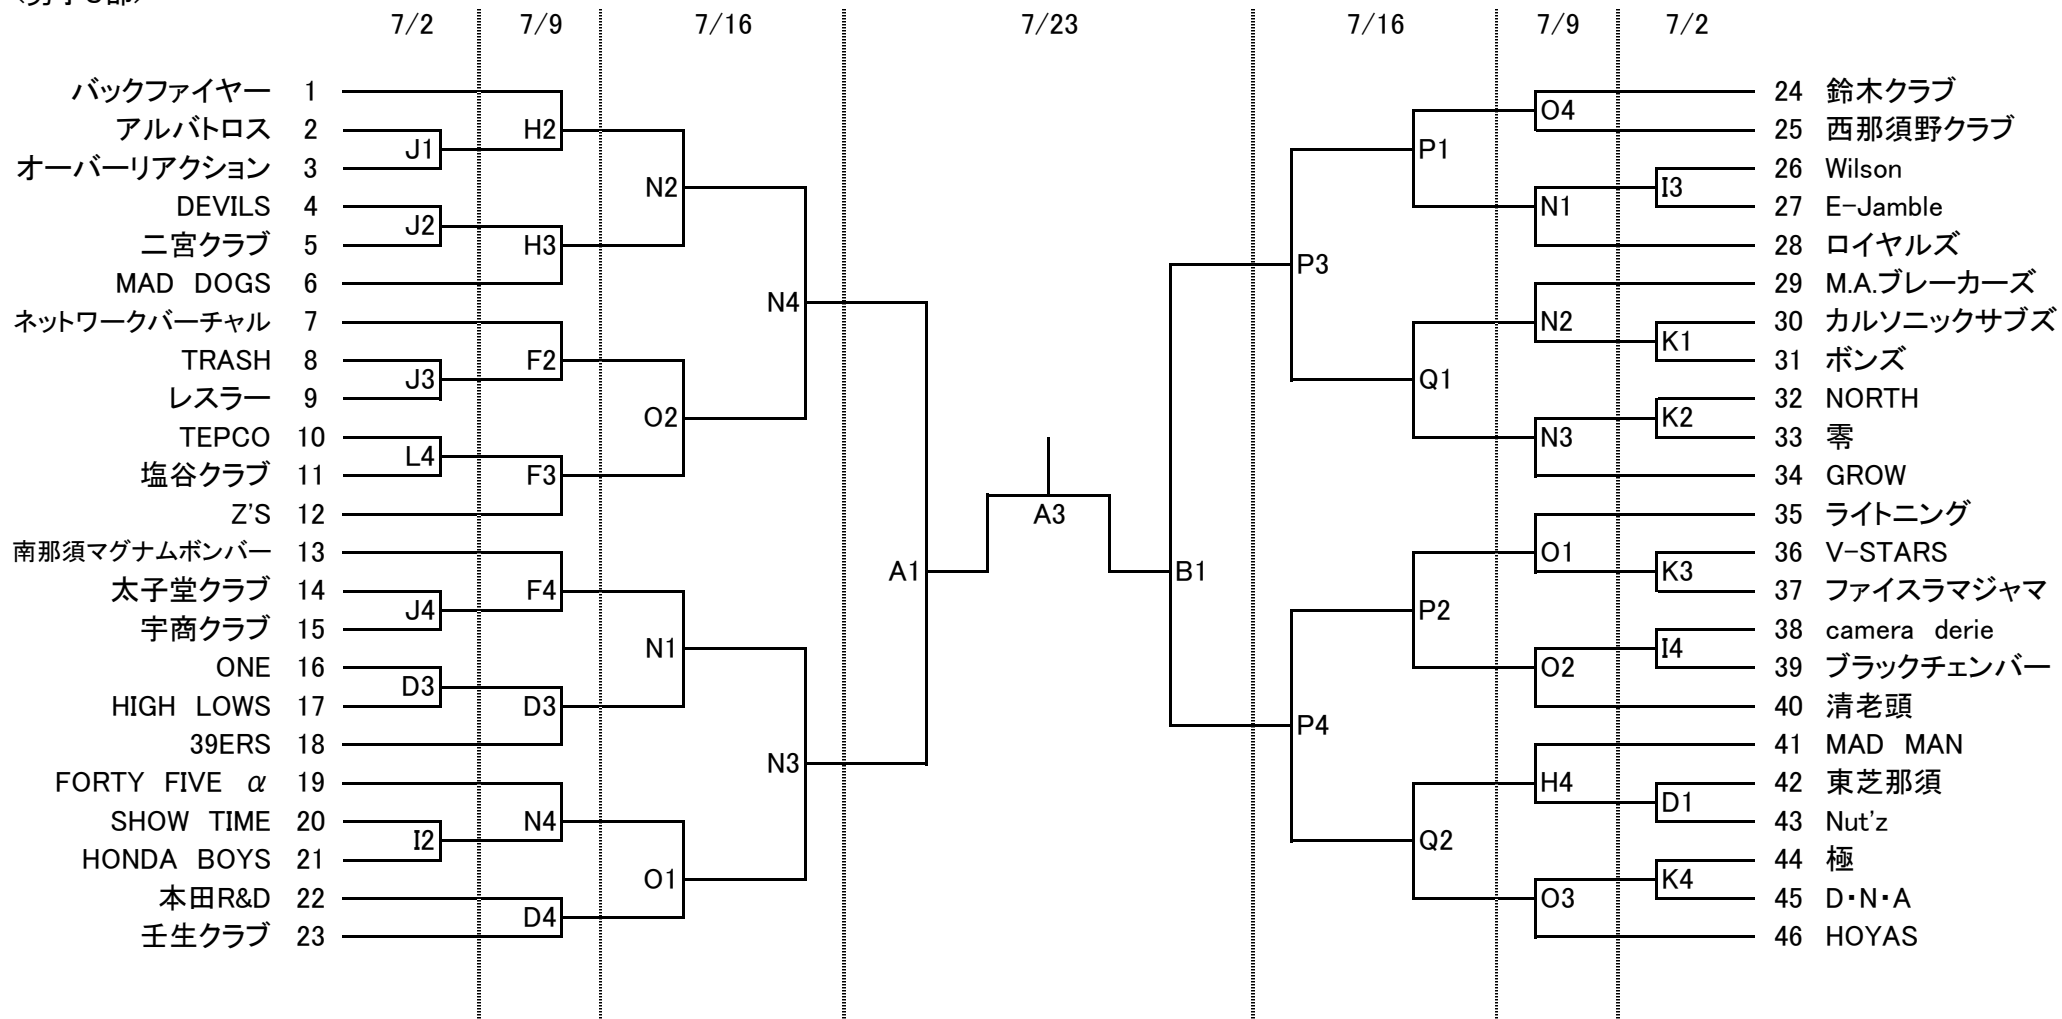 7/2 7/9 7/16 7/23 7/16 7/9 7/2
バックファイヤー 1
アルバトロス 2
オーバーリアクション 3
DEVILS 4
二宮クラブ 5
MAD DOGS 6
ネットワークバーチャル 7
TRASH 8
レスラー 9
TEPCO 10
塩谷クラブ 11
Z'S 12
南那須マグナムボンバー 13
太子堂クラブ 14
宇商クラブ 15
ONE 16
HIGH LOWS 17
39ERS 18
FORTY FIVE α 19
SHOW TIME 20
HONDA BOYS 21
本田R&D 22
壬生クラブ 23
J1
J2
J3
L4
J4
D3
I2
H2
H3
F2
F3
F4
D3
N4
D4
N2
O2
N1
O1
N4
N3
A1
A3
B1
P3
P4
P1
Q1
P2
Q2
O4
N1
N2
N3
O1
O2
H4
O3
I3
K1
K2
K3
I4
D1
K4
24 鈴木クラブ
25 西那須野クラブ
26 Wilson
27 E-Jamble
28 ロイヤルズ
29 M.A.ブレーカーズ
30 カルソニックサブズ
31 ボンズ
32 NORTH
33 零
34 GROW
35 ライトニング
36 V-STARS
37 ファイスラマジャマ
38 camera derie
39 ブラックチェンバー
40 清老頭
41 MAD MAN
42 東芝那須
43 Nut'z
44 極
45 D・N・A
46 HOYAS